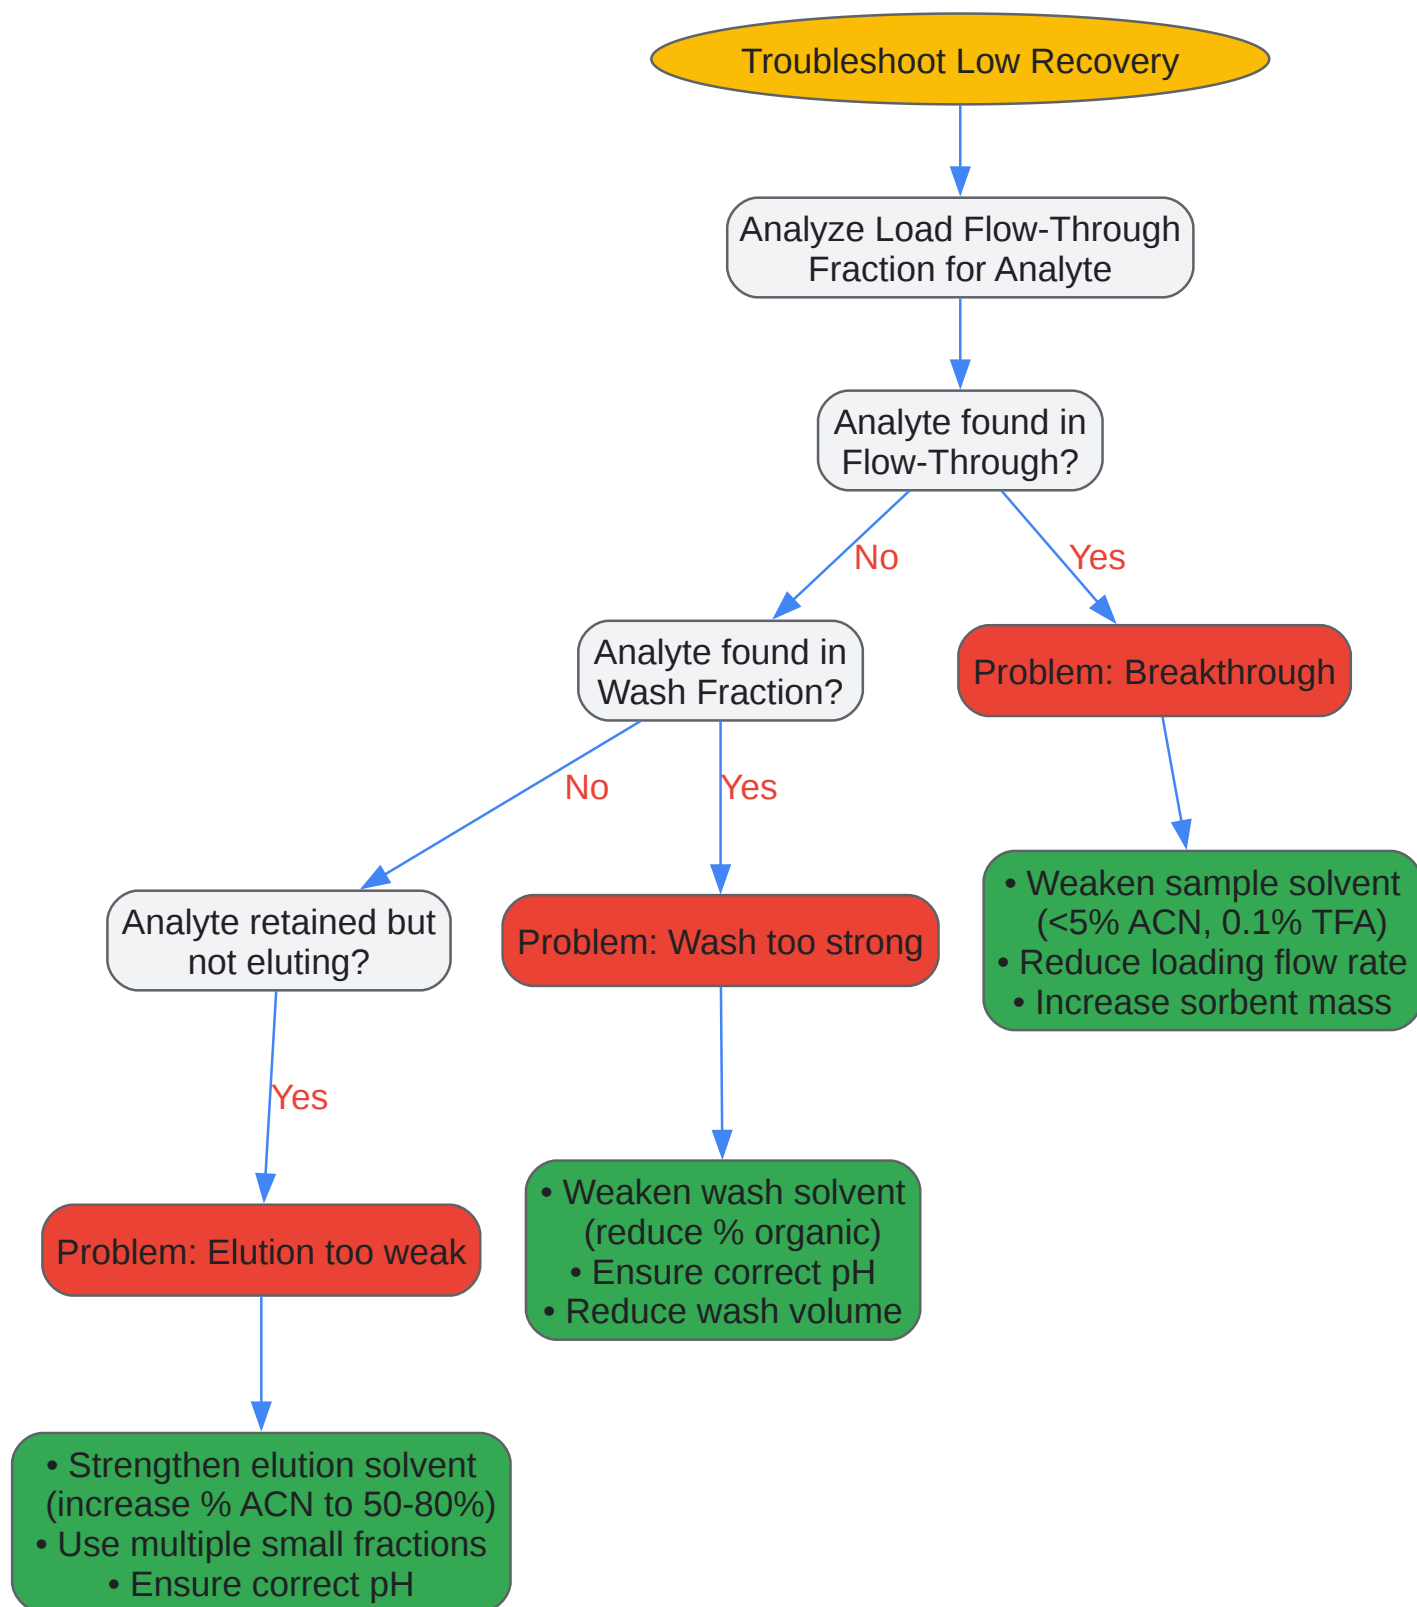 Troubleshoot Low Recovery
Analyze Load Flow-Through
Fraction for Analyte
Analyte found in
Flow-Through?
No
Yes
Analyte found in
Wash Fraction?
Problem: Breakthrough
No
Yes
• Weaken sample solvent
(<5% ACN, 0.1% TFA)
• Reduce loading flow rate
• Increase sorbent mass
Analyte retained but
not eluting?
Problem: Wash too strong
Yes
• Weaken wash solvent
(reduce % organic)
• Ensure correct pH
• Reduce wash volume
Problem: Elution too weak
• Strengthen elution solvent
(increase % ACN to 50-80%)
• Use multiple small fractions
• Ensure correct pH